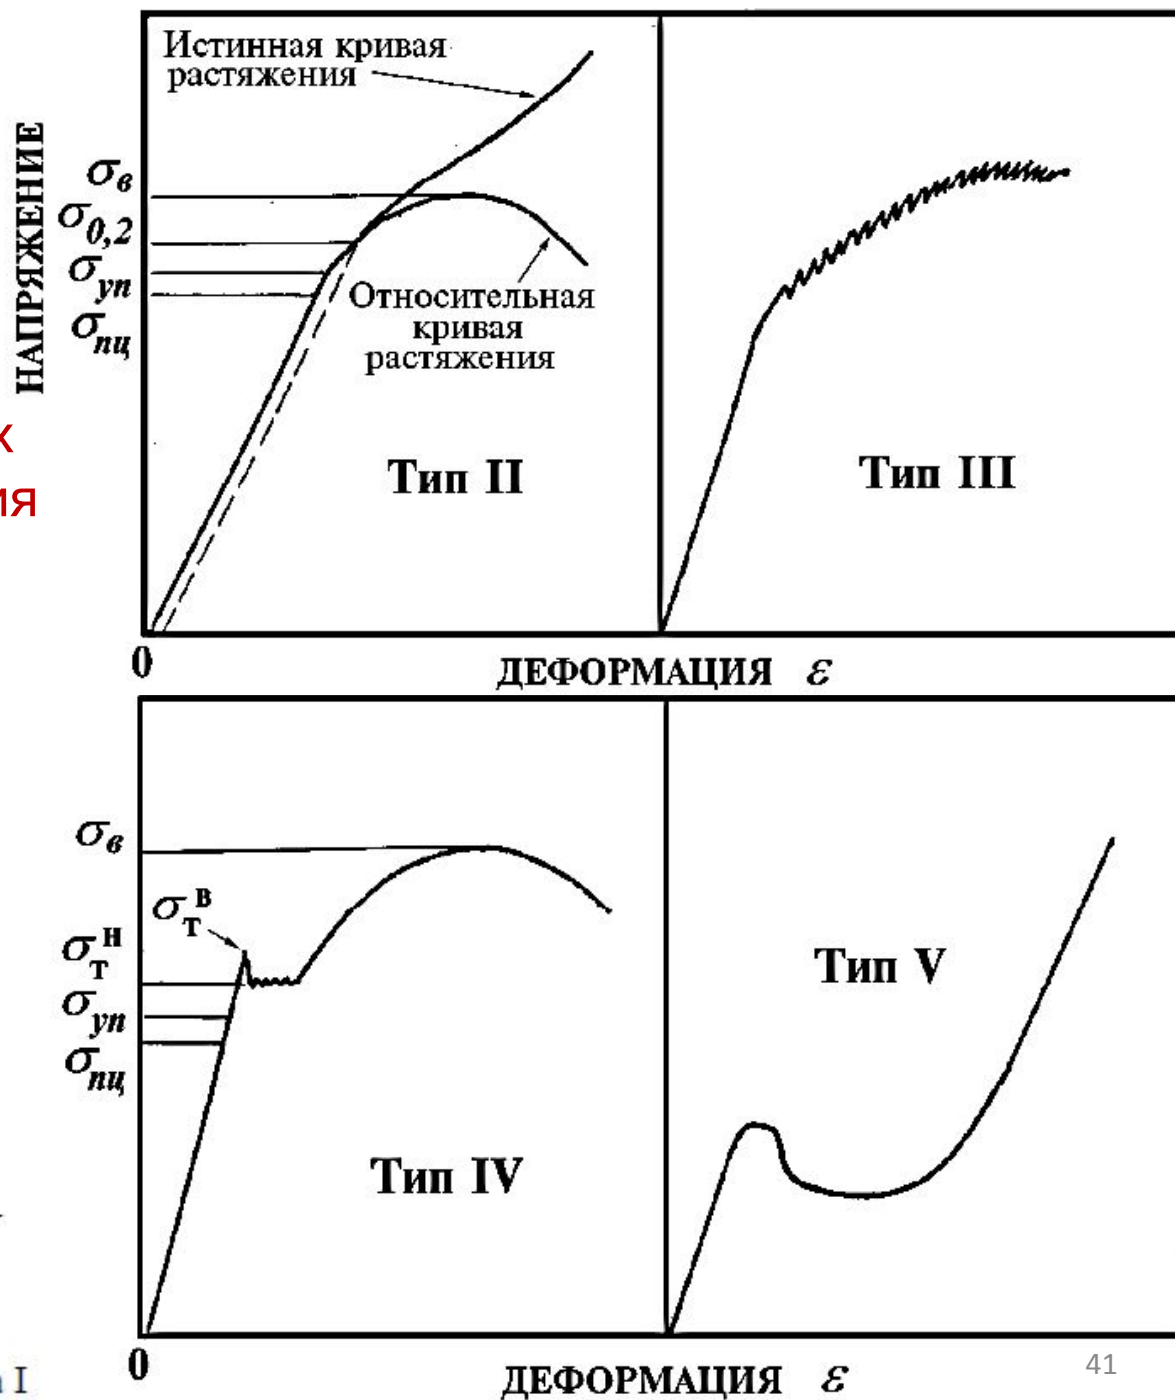 НАПРЯЖЕНИЕ
Истинная кривая
растяжения
σв
σ0,2
σуп
σпц
Относительная
кривая
растяжения
Тип II
Тип III
х
ия
0
ДЕФОРМАЦИЯ ε
σв
σтв
σтн
σуп
σпц
Тип IV
Тип V
0
ДЕФОРМАЦИЯ ε
41
I